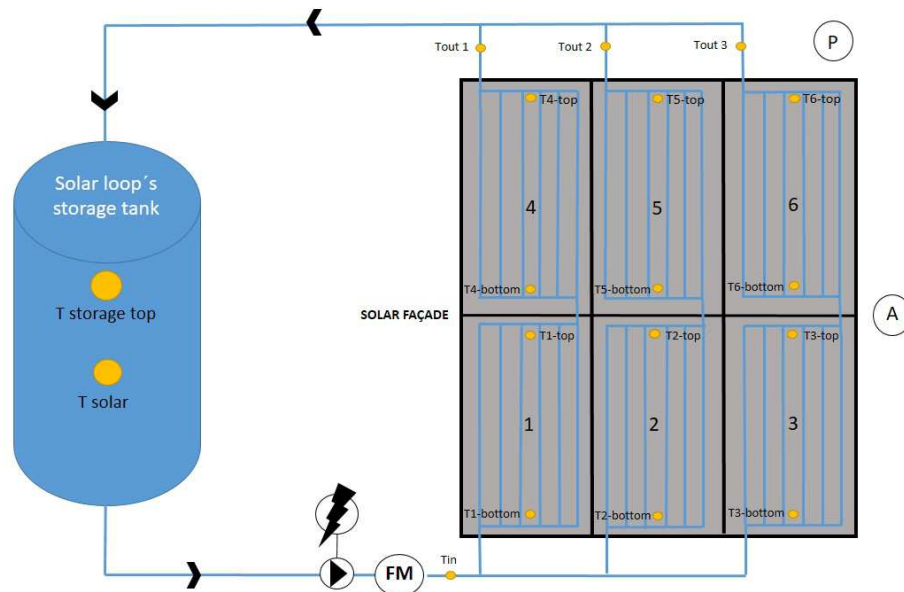 Tout 1
Tout 2
Tout 3
P
T4-top
T5-top
T6-top
Solar loop´s
storage tank
4
5
6
T4-bottom
T5-bottom
T6-bottom
T storage top
SOLAR FAÇADE
A
T1-top
T2-top
T3-top
T solar
1
2
3
T1-bottom
T2-bottom
T3-bottom
FM
Tin